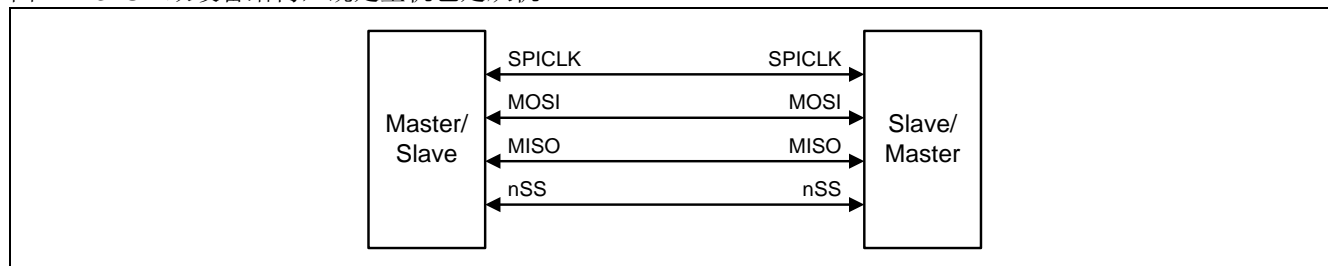 SPICLK SPICLK
MOSI MOSI
Master/ Slave/
MISO MISO
Slave Master
nSS nSS